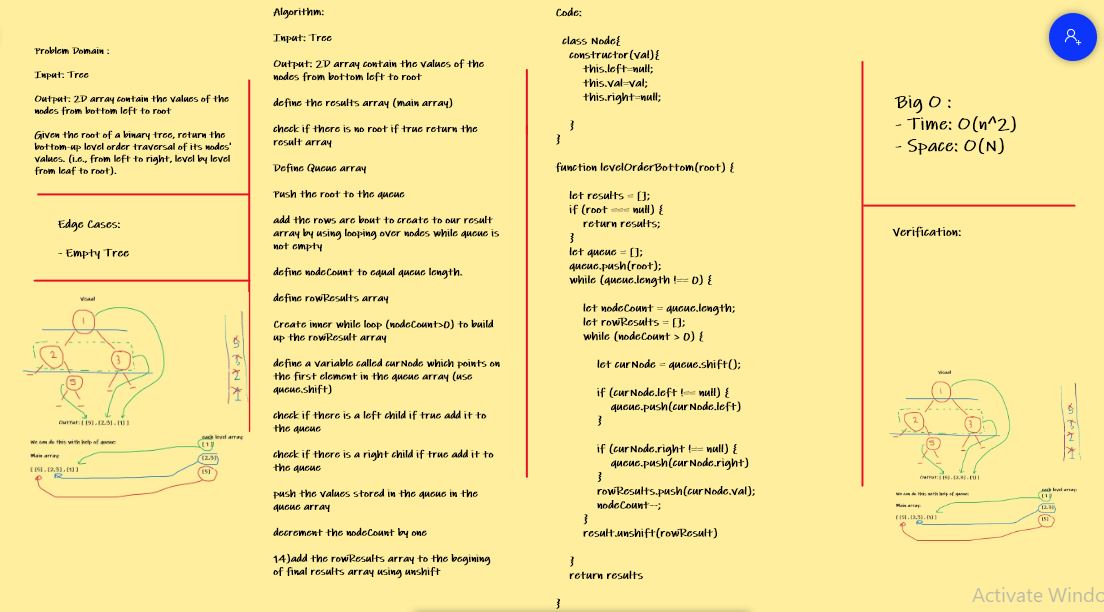 Problem Domain :
Input: Tree
Output: 2D array contain the values of the
nodes from bottom left to root
Given the root of a binary tree, return the
bottom-up level order traversal of its nodes'
values. (i.e., from left to right, level by level
from leaf to root).
Edge Cases:
- Empty Tree
Visual
1
2
3
5
5
3
2
1
Output: [ [5] , [2,3] , [1] ]
We can do this with help of queue:
each level array:
Main array:
[1]
[2,3]
[ [5] , [2,3] , [1] ]
[5]
Algorithm:
Input: Tree
Output: 2D array contain the values of the
nodes from bottom left to root
define the results array (main array)
check if there is no root if true return the
result array
Define Queue array
Push the root to the queue
add the rows are bout to create to our result
array by using looping over nodes while queue is
not empty
define nodeCount to equal queue length.
define rowResults array
Create inner while loop (nodeCount>0) to build
up the rowResult array
define a variable called curNode which points on
the first element in the queue array (use
queue.shift)
check if there is a left child if true add it to
the queue
check if there is a right child if true add it to
the queue
push the values stored in the queue in the
queue array
decrement the nodeCount by one
14)add the rowResults array to the begining
of final results array using unshift
Code:
class Node{
constructor(val){
this.left=null;
this.val=val;
this.right=null;
}
}
function levelOrderBottom(root) {
let results = [];
if (root === null) {
return results;
}
let queue = [];
queue.push(root);
while (queue.length !== 0) {
let nodeCount = queue.length;
let rowResults = [];
while (nodeCount > 0) {
let curNode = queue.shift();
if (curNode.left !== null) {
queue.push(curNode.left)
}
if (curNode.right !== null) {
queue.push(curNode.right)
}
rowResults.push(curNode.val);
nodeCount--;
}
result.unshift(rowResult)
}
return results
}
Big O :
- Time: O(n^2)
- Space: O(N)
Verification:
Visual
1
2
3
5
5
3
2
1
Output: [ [5] , [2,3] , [1] ]
We can do this with help of queue:
each level array:
Main array:
[1]
[2,3]
[ [5] , [2,3] , [1] ]
[5]
Activate Windo